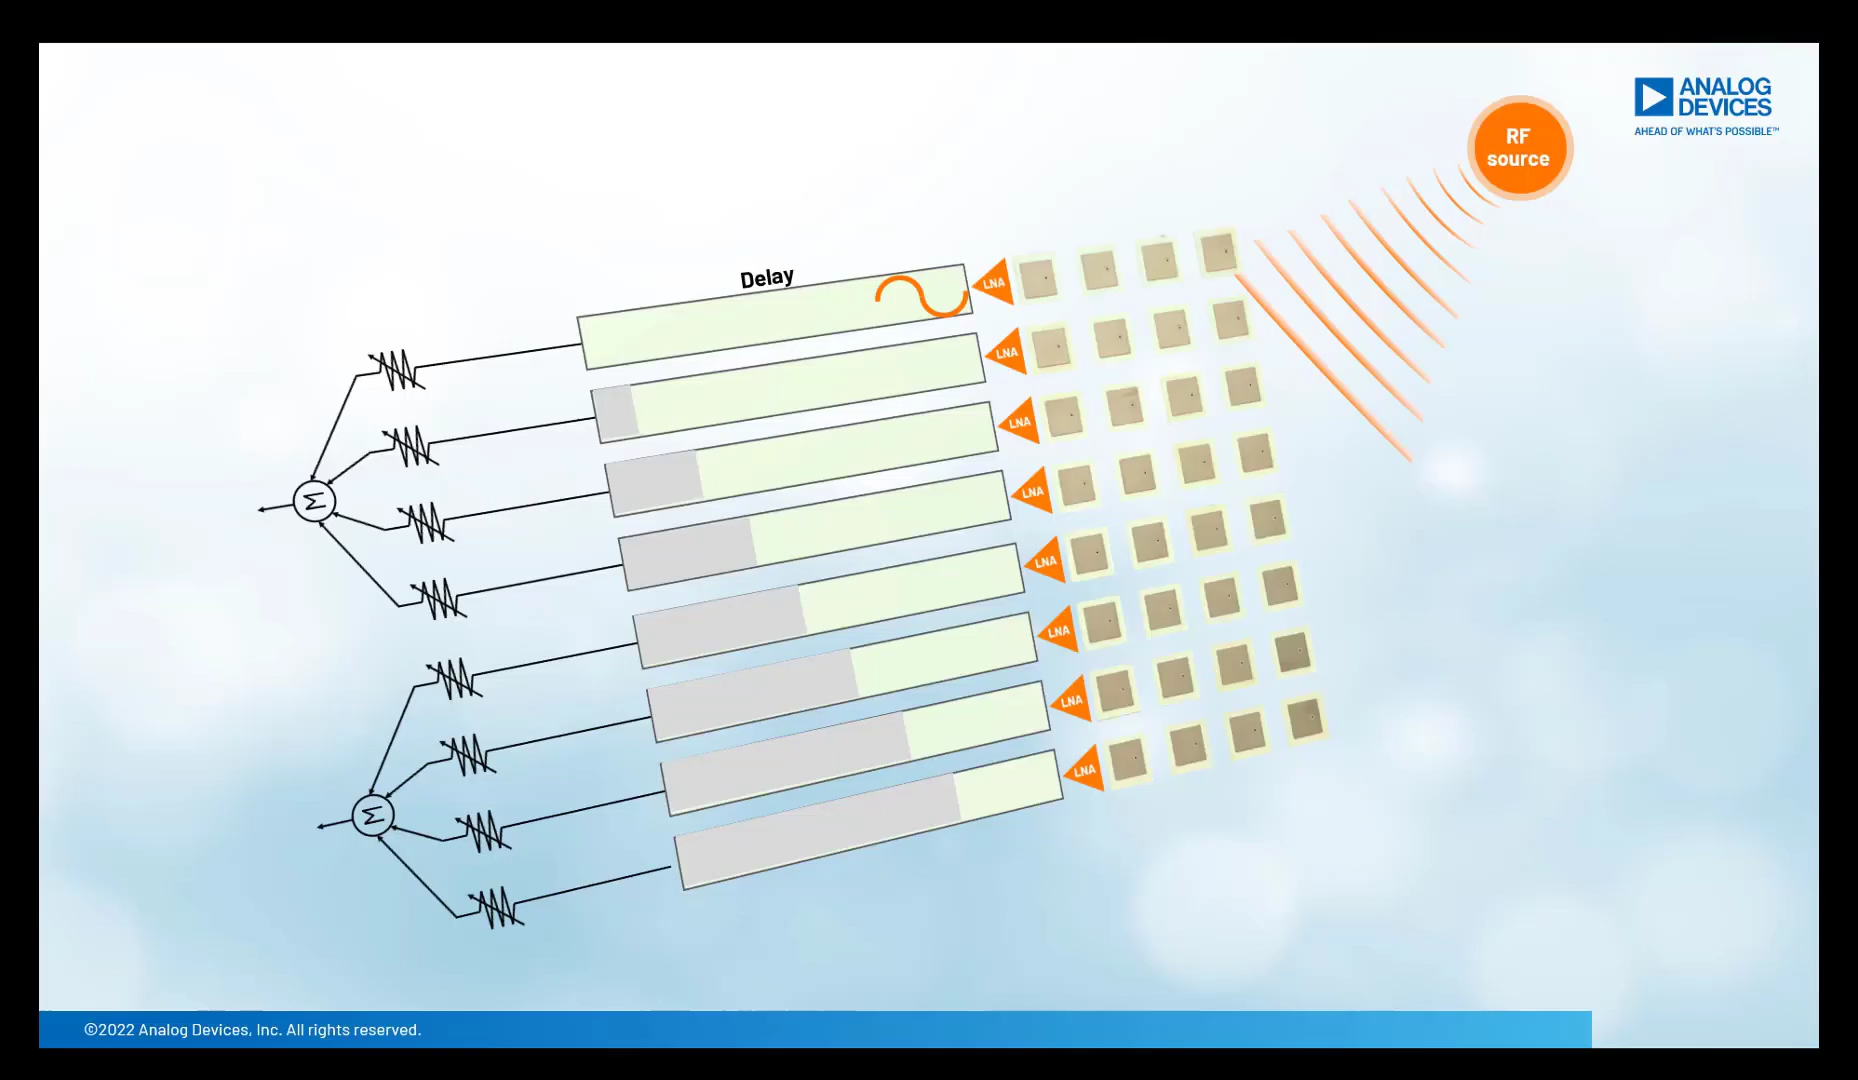 ANALOG
DEVICES
AHEAD OF WHAT'S POSSIBLE™
RF
source
Delay
LNA
LNA
LNA
LNA
LNA
LNA
LNA
LNA
Σ
Σ
©2022 Analog Devices, Inc. All rights reserved.